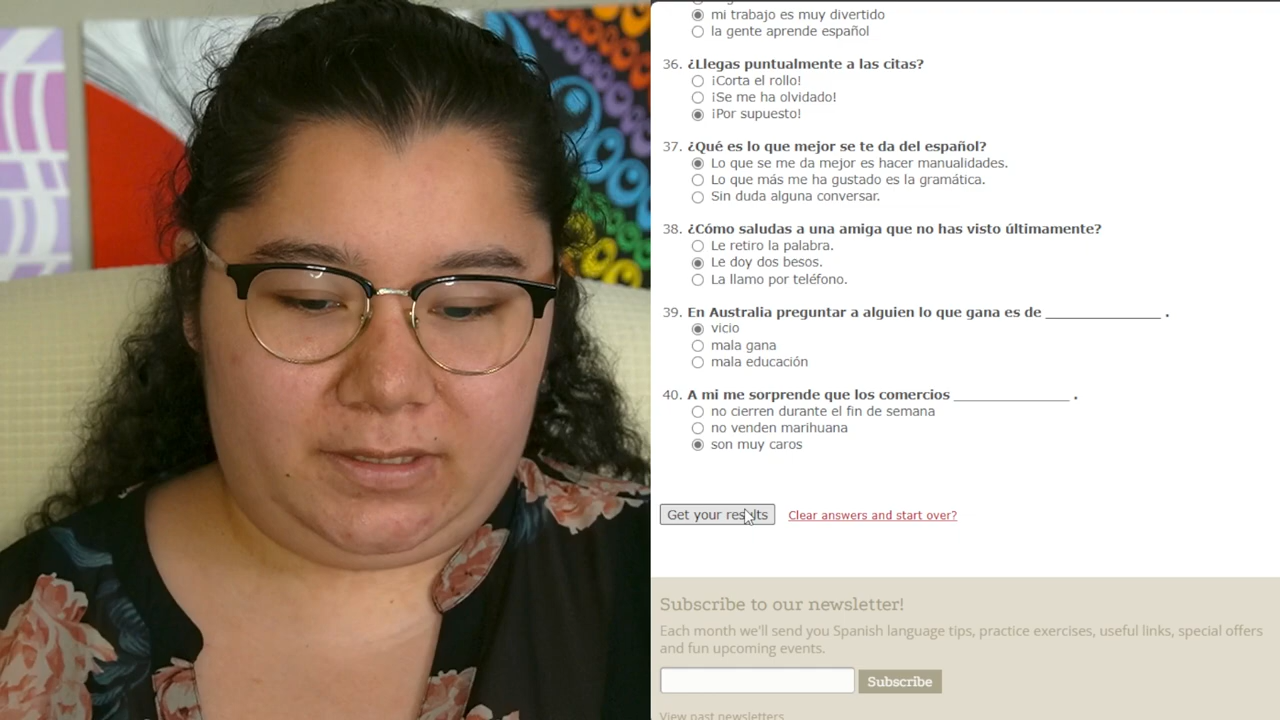 mi trabajo es muy divertido
la gente aprende español
36. ¿Llegas puntualmente a las citas?
¡Corta el rollo!
¡Se me ha olvidado!
¡Por supuesto!
37. ¿Qué es lo que mejor se te da del español?
Lo que se me da mejor es hacer manualidades.
Lo que más me ha gustado es la gramática.
Sin duda alguna conversar.
38. ¿Cómo saludas a una amiga que no has visto últimamente?
Le retiro la palabra.
Le doy dos besos.
La llamo por teléfono.
39. En Australia preguntar a alguien lo que gana es de _______________ .
vicio
mala gana
mala educación
40. A mi me sorprende que los comercios _______________ .
no cierren durante el fin de semana
no venden marihuana
son muy caros
Get your results Clear answers and start over?
Subscribe to our newsletter!
Each month we'll send you Spanish language tips, practice exercises, useful links, special offers
and fun upcoming events.
Subscribe
View past newsletters